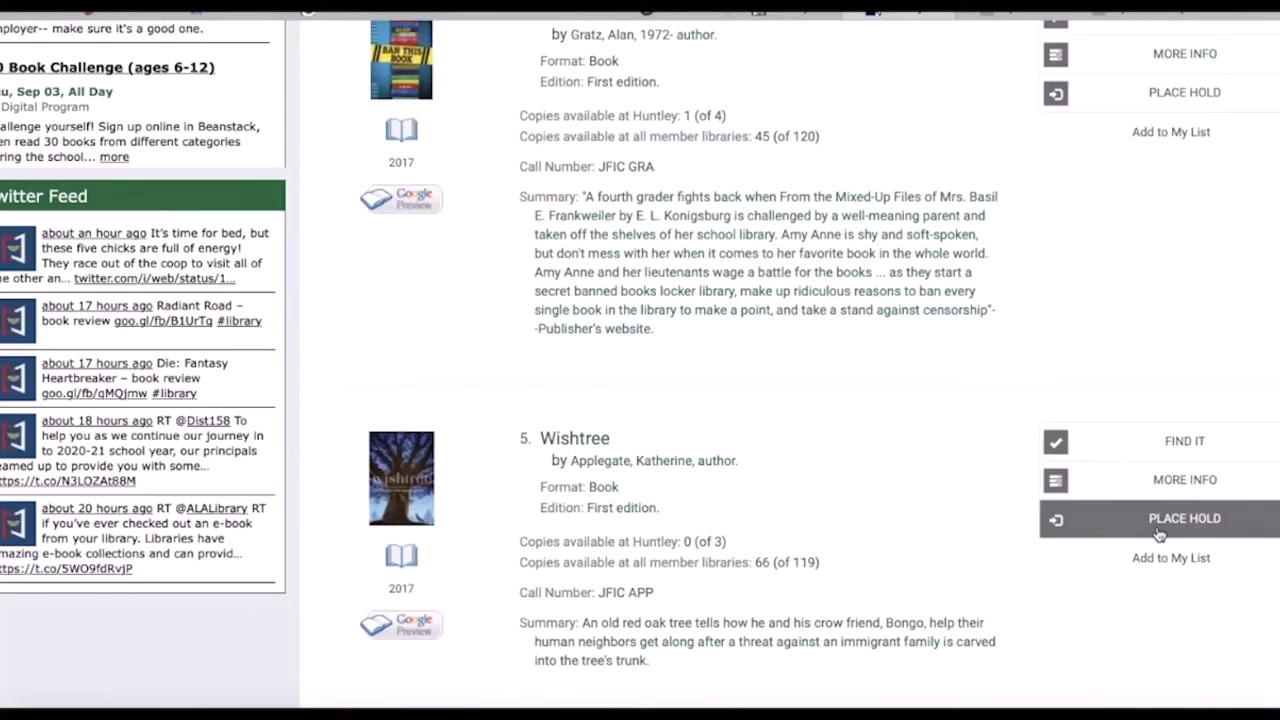 mployer-- make sure it's a good one.
0 Book Challenge (ages 6-12)
u, Sep 03, All Day
Digital Program
allenge yourself! Sign up online in Beanstack,
en read 30 books from different categories
ring the school... more
witter Feed
about an hour ago It's time for bed, but
these five chicks are full of energy!
They race out of the coop to visit all of
he other an... twitter.com/i/web/status/1...
about 17 hours ago Radiant Road –
book review goo.gl/fb/B1UrTq #library
about 17 hours ago Die: Fantasy
Heartbreaker – book review
goo.gl/fb/qMQjmw #library
about 18 hours ago RT @Dist158 To
help you as we continue our journey in
to 2020-21 school year, our principals
eamed up to provide you with some...
ttps://t.co/N3LOZAt88M
about 20 hours ago RT @ALALibrary RT
if you've ever checked out an e-book
from your library. Libraries have
mazing e-book collections and can provid...
ttps://t.co/5WO9fdRvjP
BAN THIS
BOOK
2017
Google
Preview
by Gratz, Alan, 1972- author.
Format: Book
Edition: First edition.
Copies available at Huntley: 1 (of 4)
Copies available at all member libraries: 45 (of 120)
Call Number: JFIC GRA
Summary: "A fourth grader fights back when From the Mixed-Up Files of Mrs. Basil
E. Frankweiler by E. L. Konigsburg is challenged by a well-meaning parent and
taken off the shelves of her school library. Amy Anne is shy and soft-spoken,
but don't mess with her when it comes to her favorite book in the whole world.
Amy Anne and her lieutenants wage a battle for the books ... as they start a
secret banned books locker library, make up ridiculous reasons to ban every
single book in the library to make a point, and take a stand against censorship"-
-Publisher's website.
MORE INFO
PLACE HOLD
Add to My List
wishtree
2017
Google
Preview
5. Wishtree
by Applegate, Katherine, author.
Format: Book
Edition: First edition.
Copies available at Huntley: 0 (of 3)
Copies available at all member libraries: 66 (of 119)
Call Number: JFIC APP
Summary: An old red oak tree tells how he and his crow friend, Bongo, help their
human neighbors get along after a threat against an immigrant family is carved
into the tree's trunk.
FIND IT
MORE INFO
PLACE HOLD
Add to My List